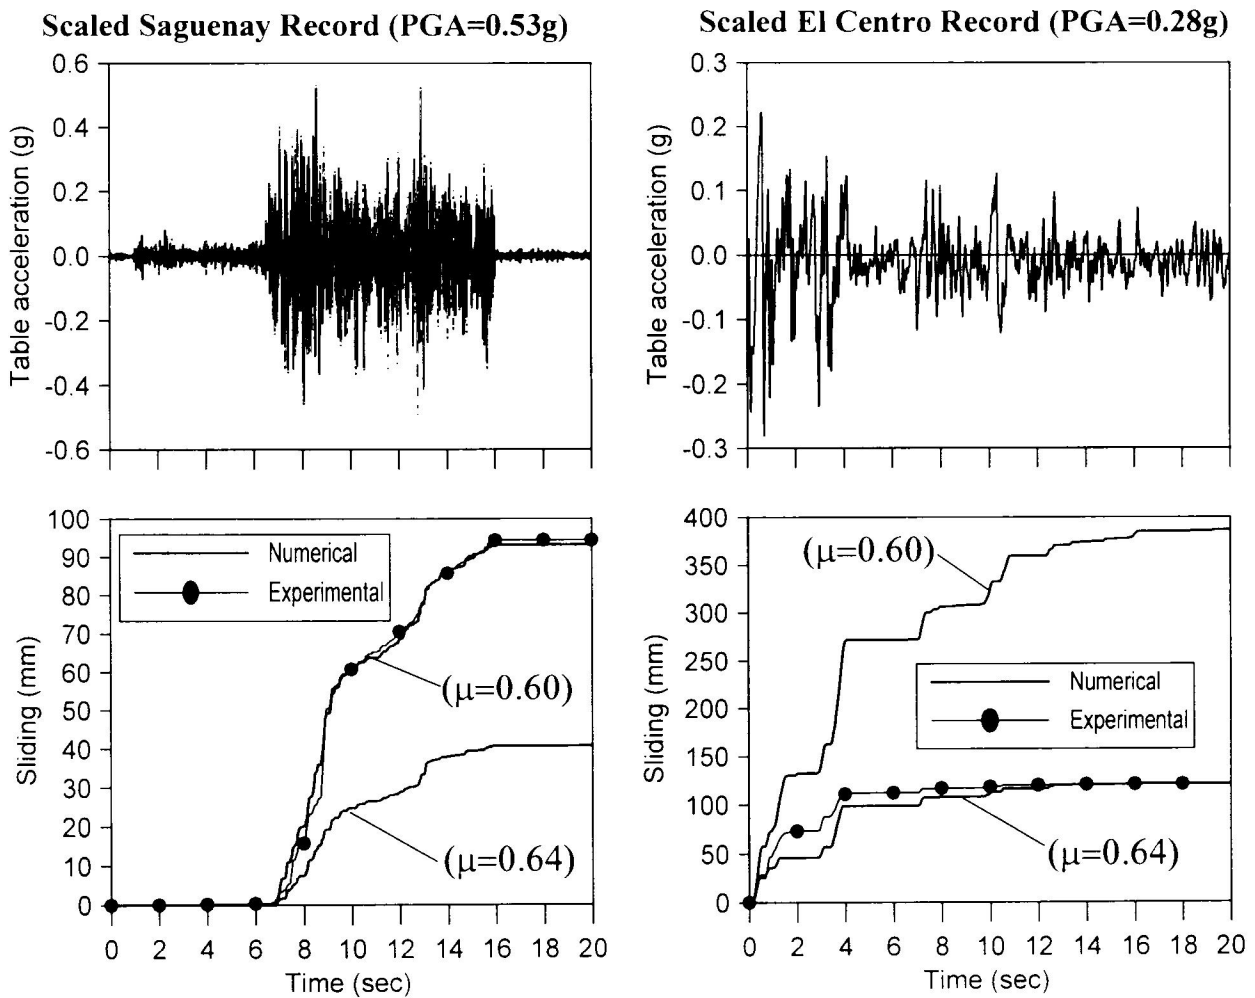 Scaled Saguenay Record (PGA=0.53g)
0.6
0.4
0.2
0.0
-0.2
-0.4
-0.6
Table acceleration (g)
Scaled El Centro Record (PGA=0.28g)
0.3
0.2
0.1
0.0
-0.1
-0.2
-0.3
Table acceleration (g)
100
90
80
70
60
50
40
30
20
10
0
Sliding (mm)
Numerical
Experimental
(μ=0.60)
(μ=0.64)
0 2 4 6 8 10 12 14 16 18 20
Time (sec)
400
350
300
250
200
150
100
50
0
Sliding (mm)
(μ=0.60)
Numerical
Experimental
(μ=0.64)
0 2 4 6 8 10 12 14 16 18 20
Time (sec)